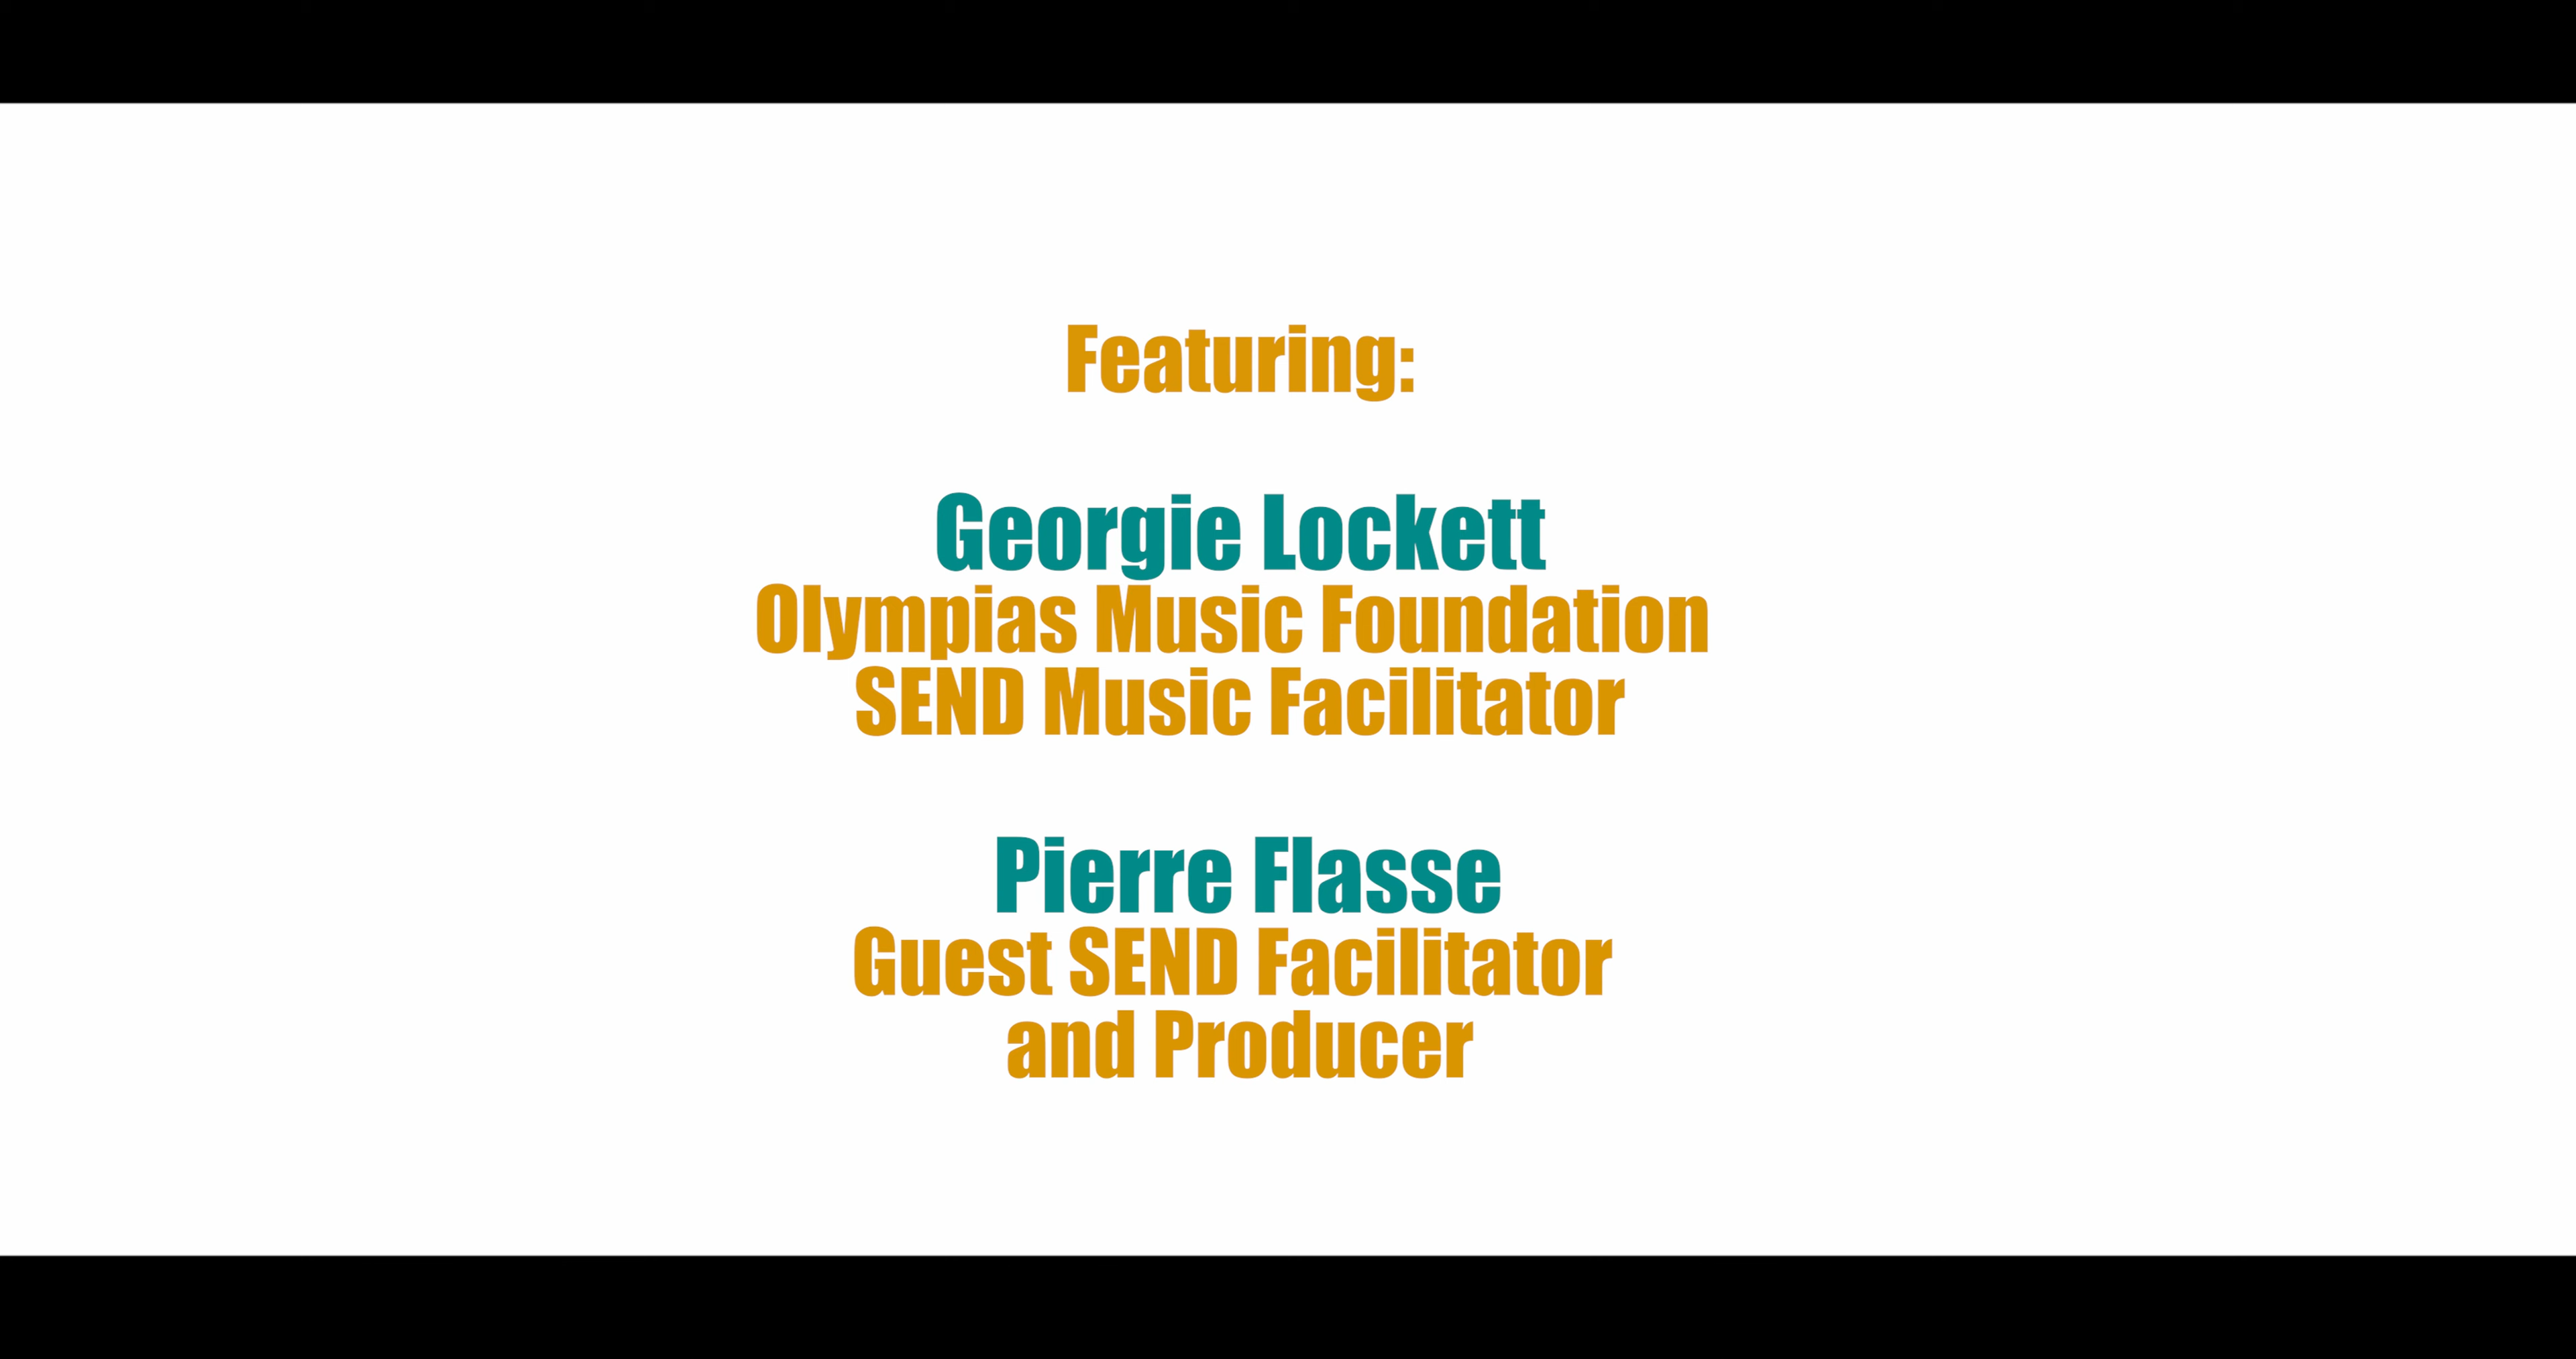 Featuring:
Georgie Lockett
Olympias Music Foundation
SEND Music Facilitator
Pierre Flasse
Guest SEND Facilitator
and Producer